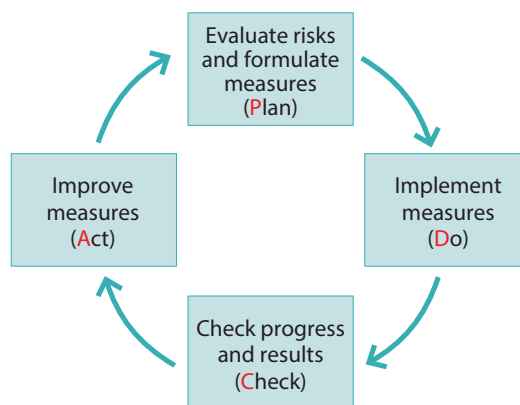 Evaluate risks
and formulate
measures
(Plan)
Implement
measures
(Do)
Check progress
and results
(Check)
Improve
measures
(Act)